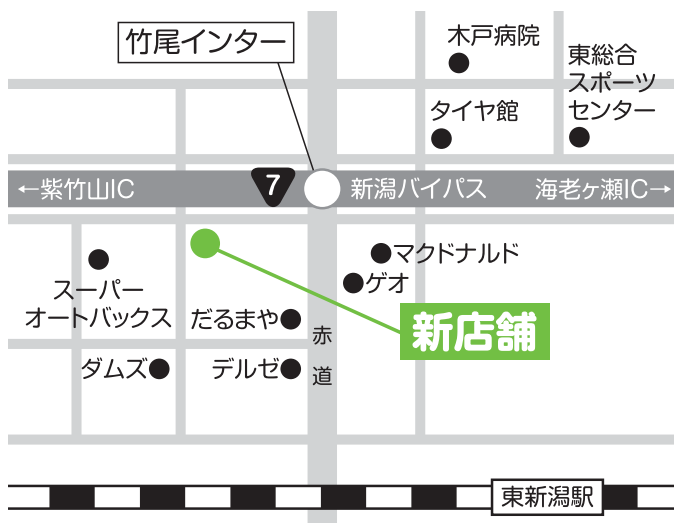 竹尾インター
木戸病院
東総合
スポーツ
センター
タイヤ館
←紫竹山IC
7
新潟バイパス
海老ヶ瀬IC→
マクドナルド
ゲオ
スーパー
オートバックス
だるまや
新店舗
赤
道
ダムズ
デルゼ
東新潟駅